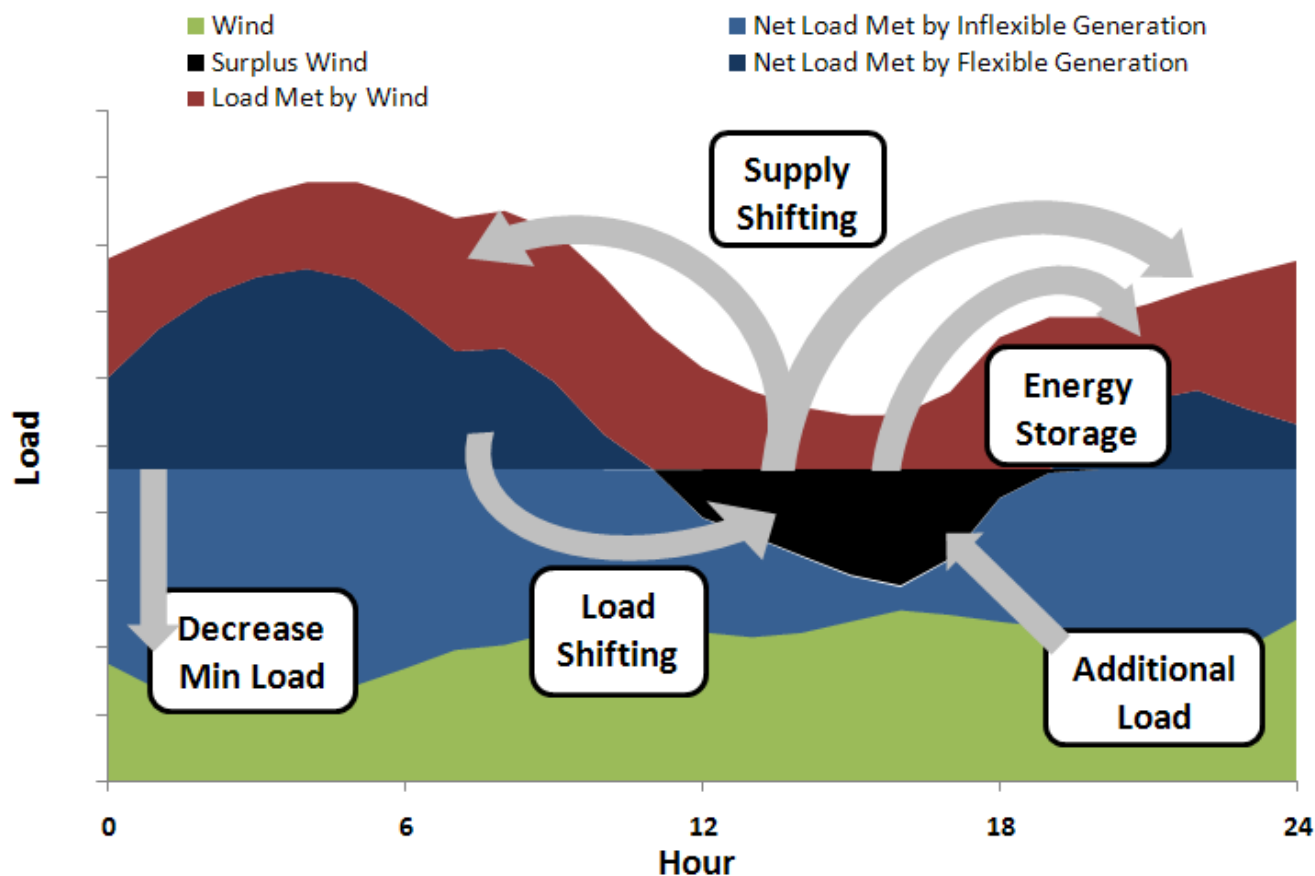 Wind
Surplus Wind
Load Met by Wind
Net Load Met by Inflexible Generation
Net Load Met by Flexible Generation
Supply
Shifting
Energy
Storage
Load
Load
Shifting
Decrease
Min Load
Additional
Load
0
6
12
18
24
Hour